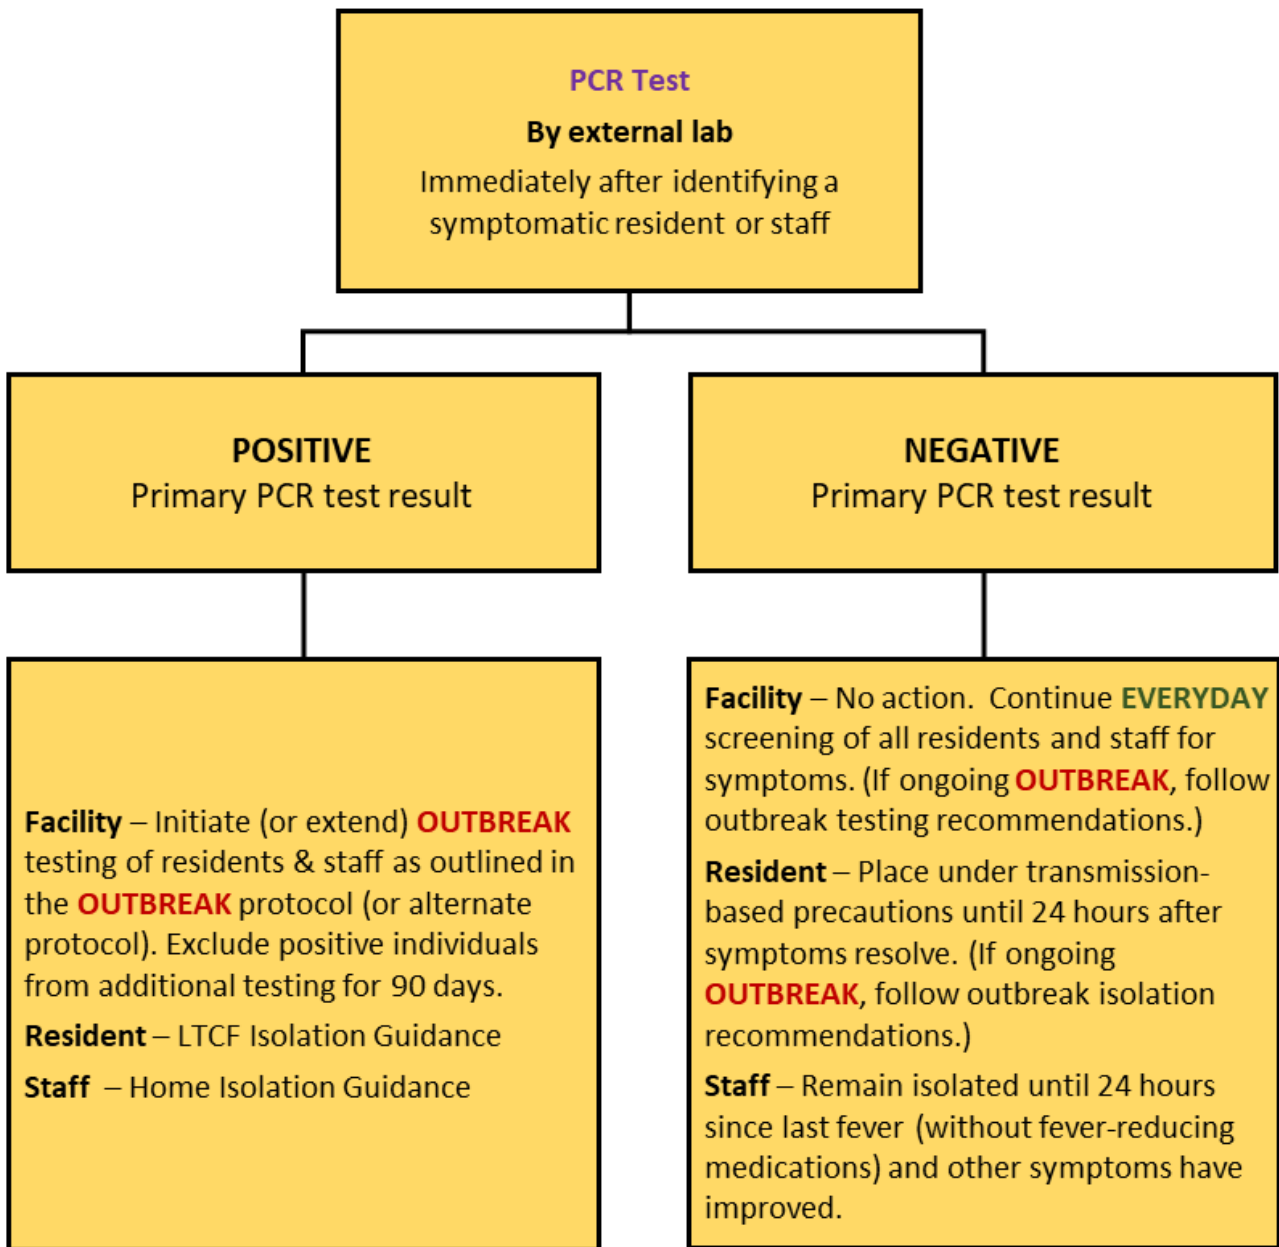 PCR Test
By external lab
Immediately after identifying a
symptomatic resident or staff
POSITIVE
Primary PCR test result
NEGATIVE
Primary PCR test result
Facility – Initiate (or extend) OUTBREAK
testing of residents & staff as outlined in
the OUTBREAK protocol (or alternate
protocol). Exclude positive individuals
from additional testing for 90 days.
Resident – LTCF Isolation Guidance
Staff – Home Isolation Guidance
Facility – No action. Continue EVERYDAY
screening of all residents and staff for
symptoms. (If ongoing OUTBREAK, follow
outbreak testing recommendations.)
Resident – Place under transmission-
based precautions until 24 hours after
symptoms resolve. (If ongoing
OUTBREAK, follow outbreak isolation
recommendations.)
Staff – Remain isolated until 24 hours
since last fever (without fever-reducing
medications) and other symptoms have
improved.